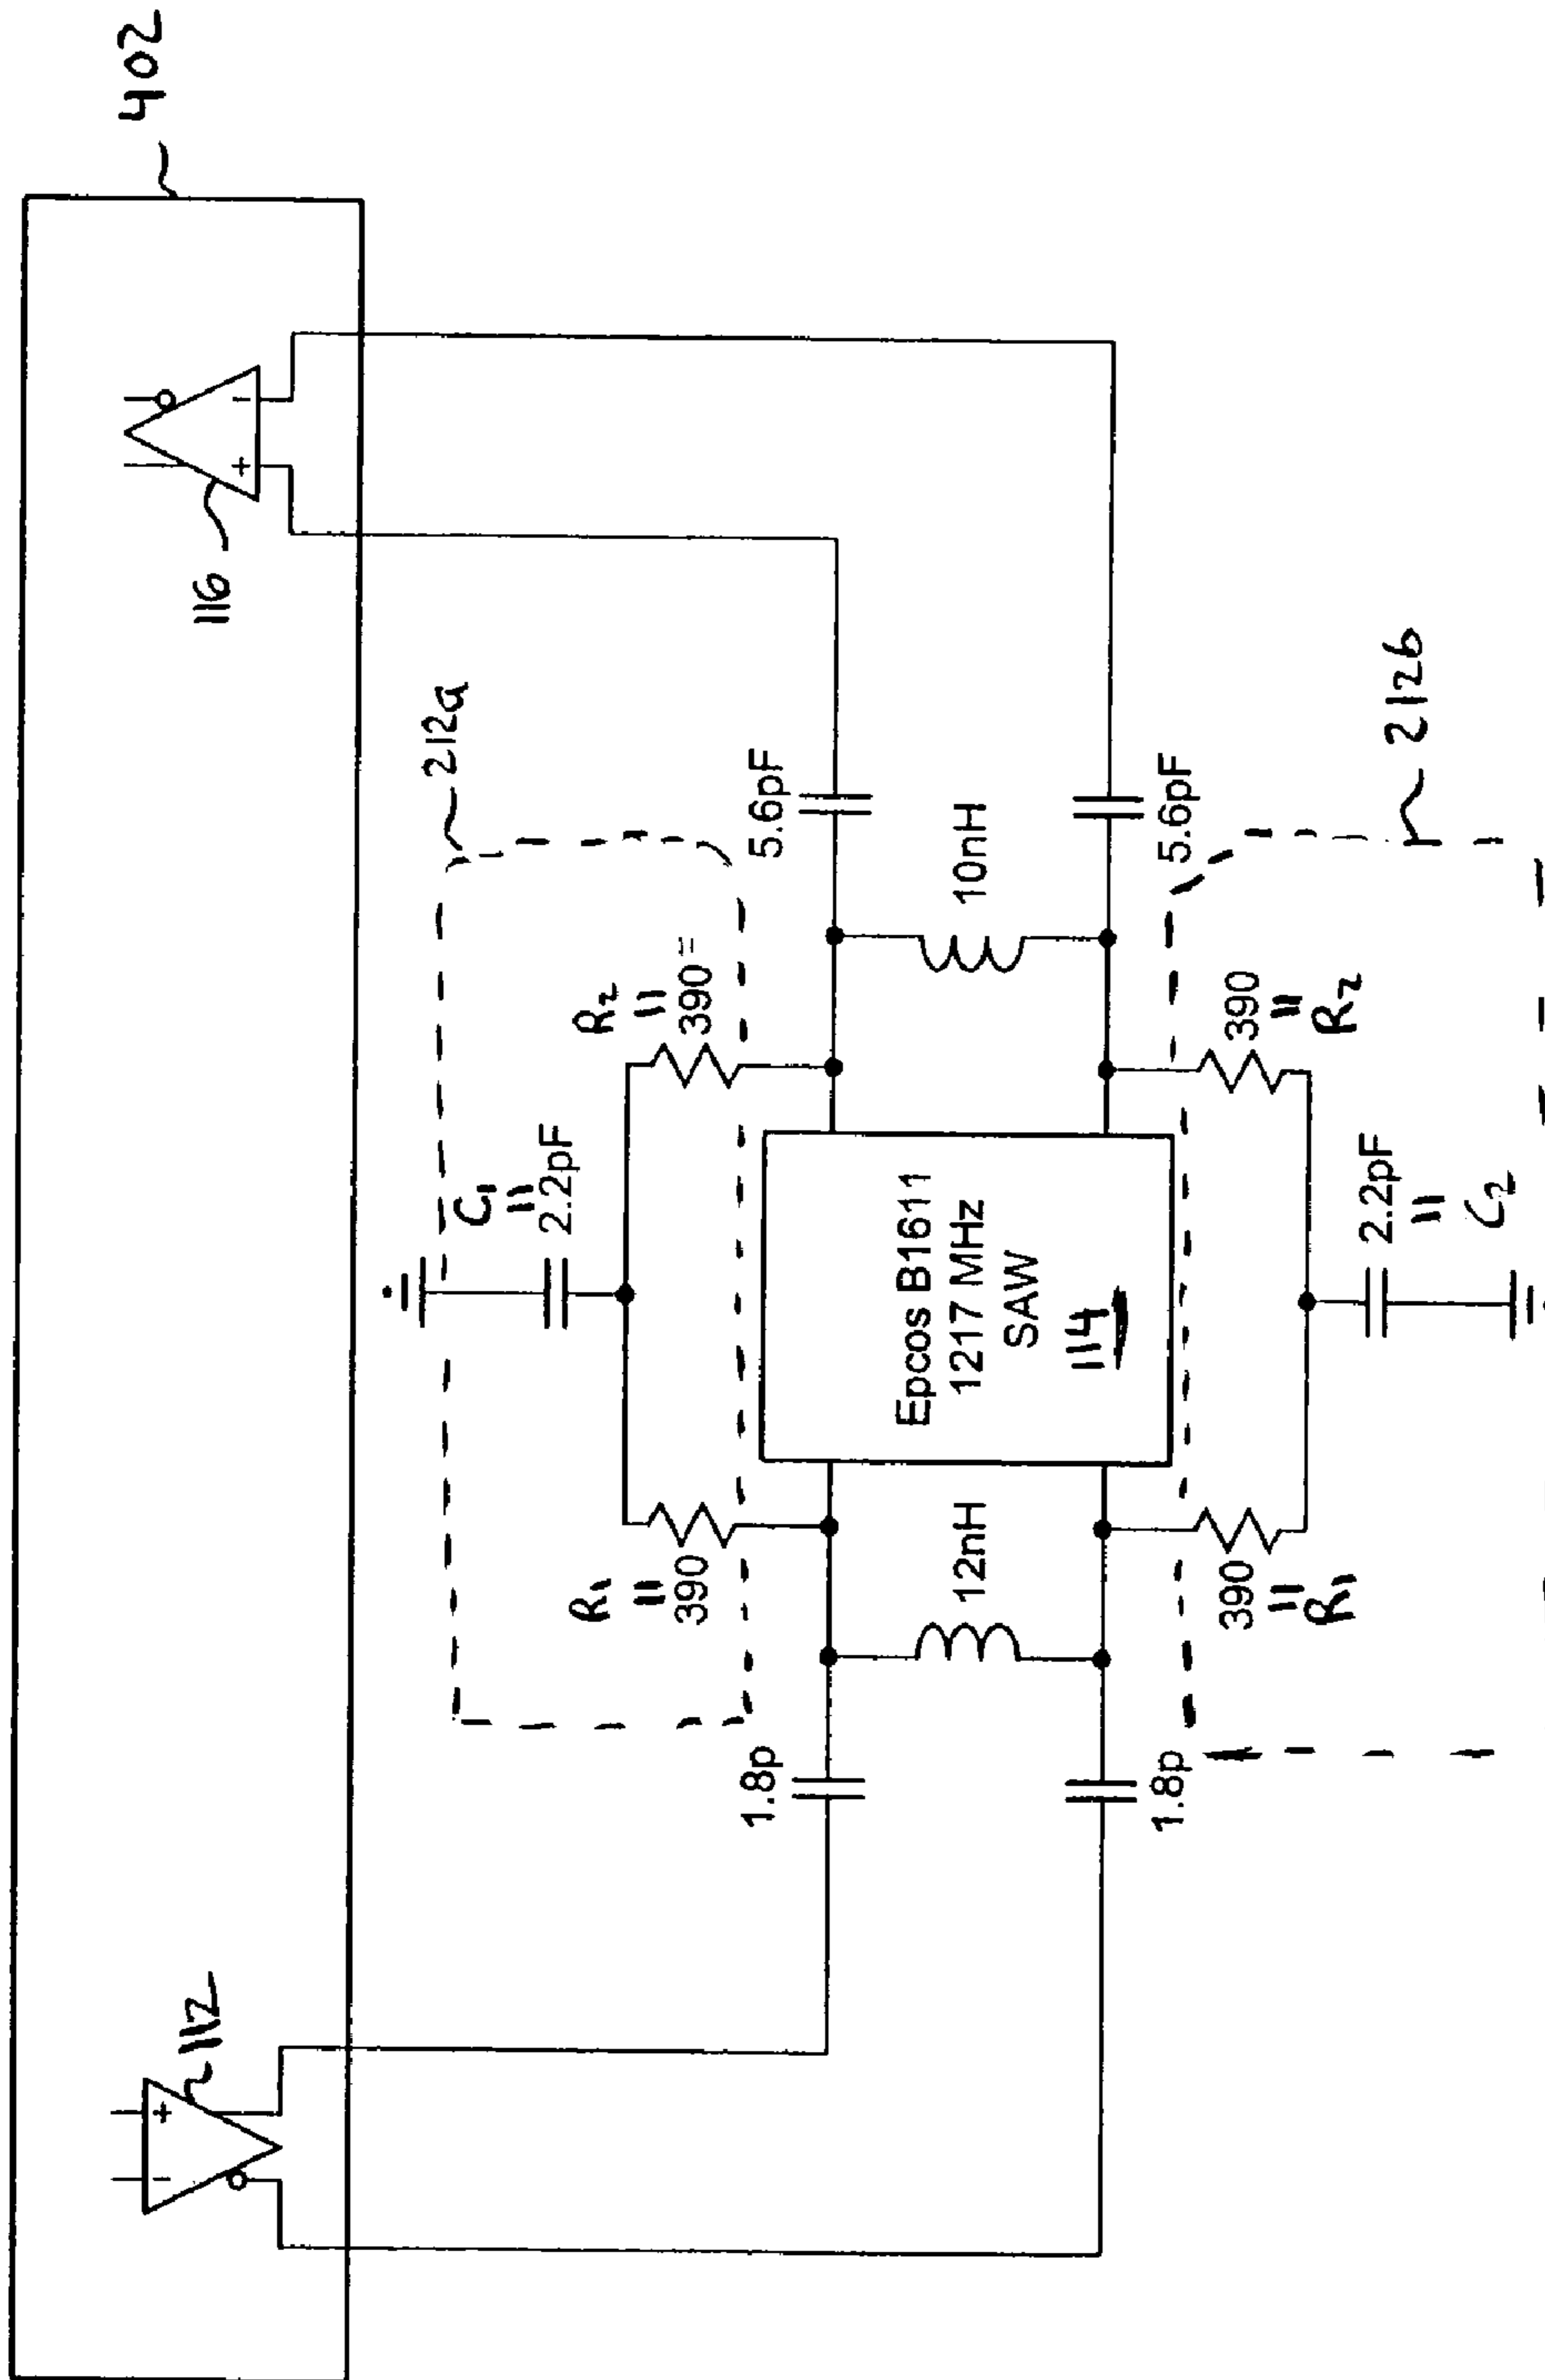 402
112
+
-
116
+
-
212a
C1
=
2.2pF
R1
=
390
R2
=
390 =
1.8p
5.6pF
12nH
Epcos B1611
1217 MHz
SAW
114
10nH
1.8p
5.6pF
390
=
R1
390
=
R2
2.2pF
=
C2
212b